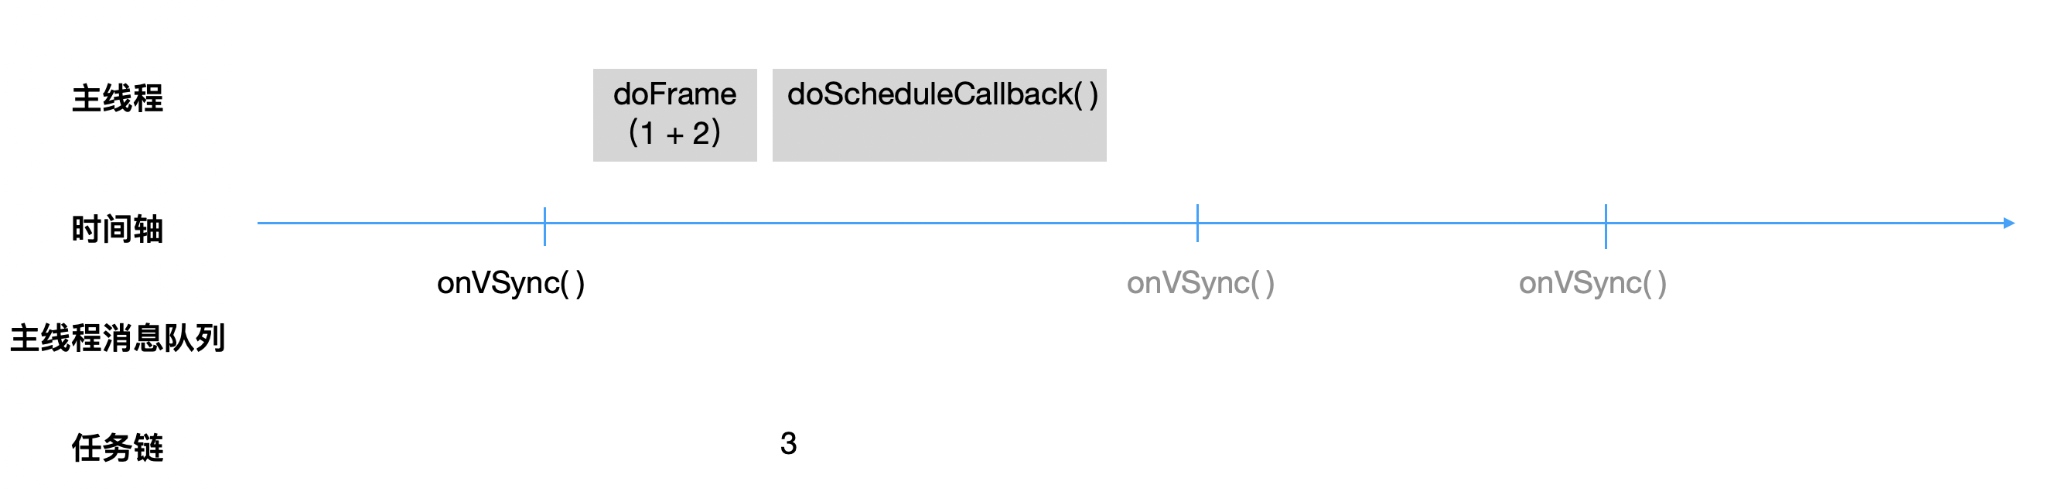 主线程
doFrame
(1 + 2)
doScheduleCallback( )
时间轴
onVSync( )
onVSync( )
onVSync( )
主线程消息队列
任务链
3